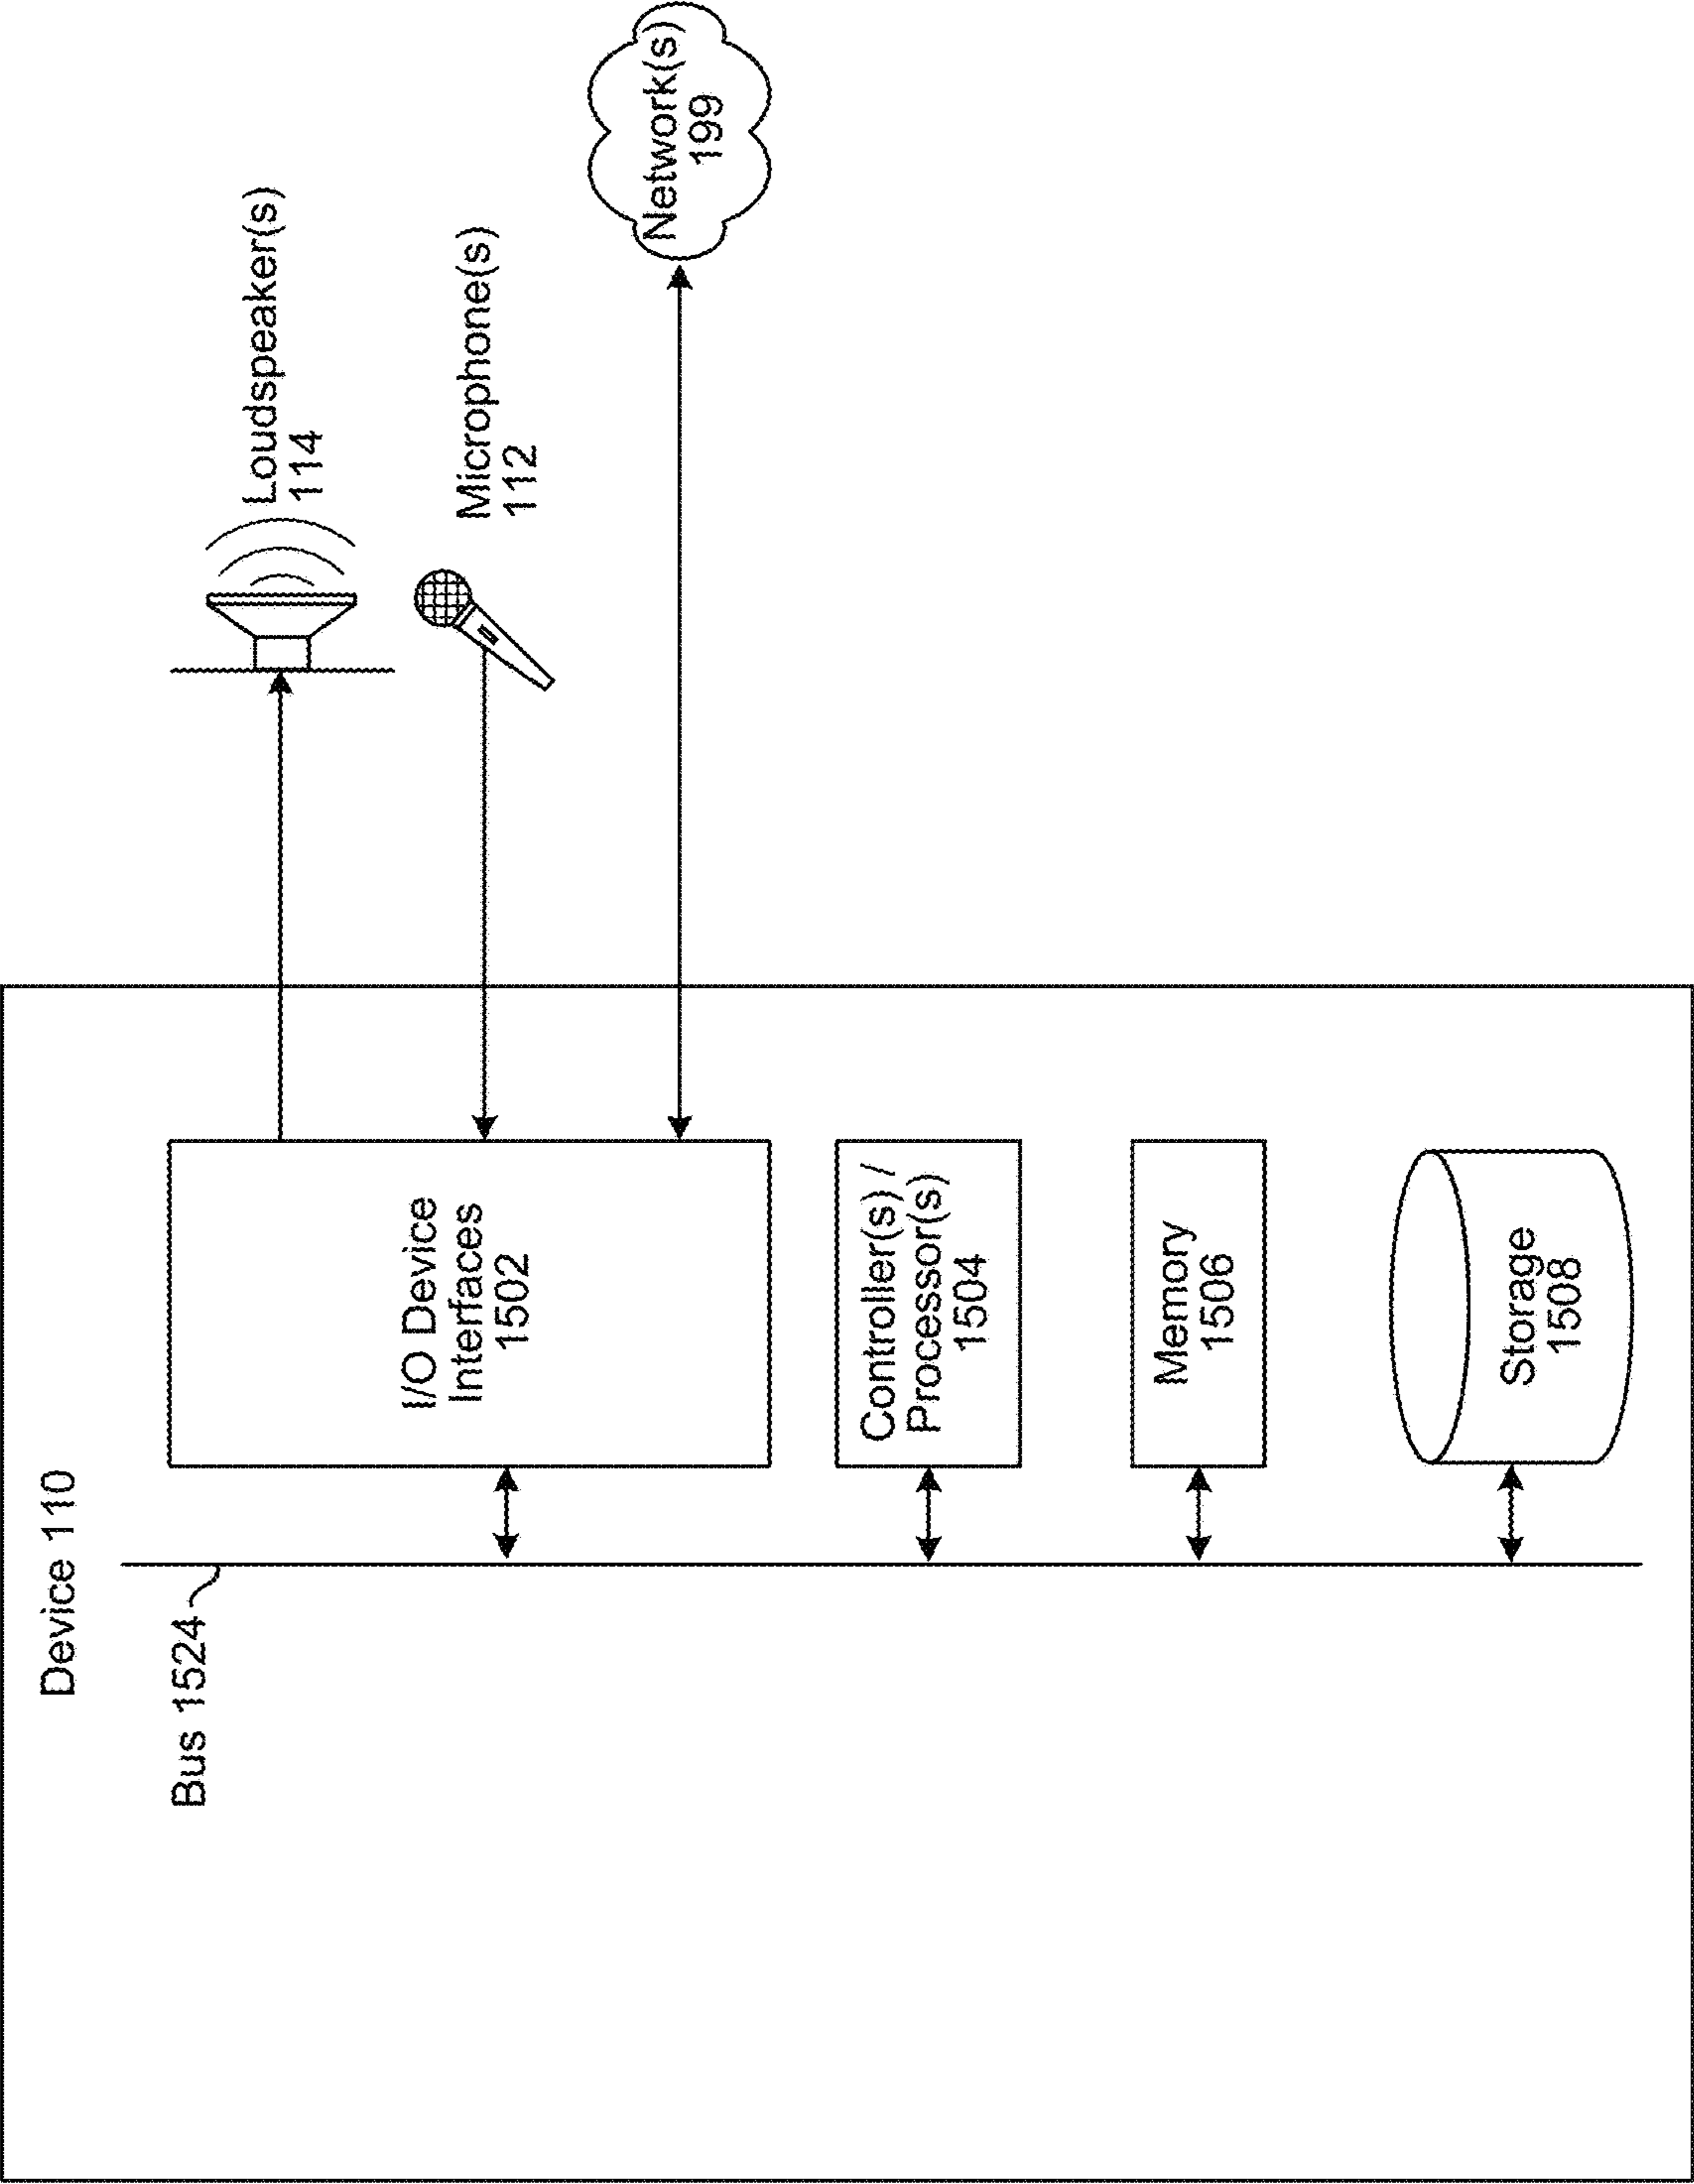 Device 110
Bus 1524
I/O Device
Interfaces
1502
Controller(s) /
Processor(s)
1504
Memory
1506
Storage
1508
Loudspeaker(s)
114
Microphone(s)
112
Network(s)
199